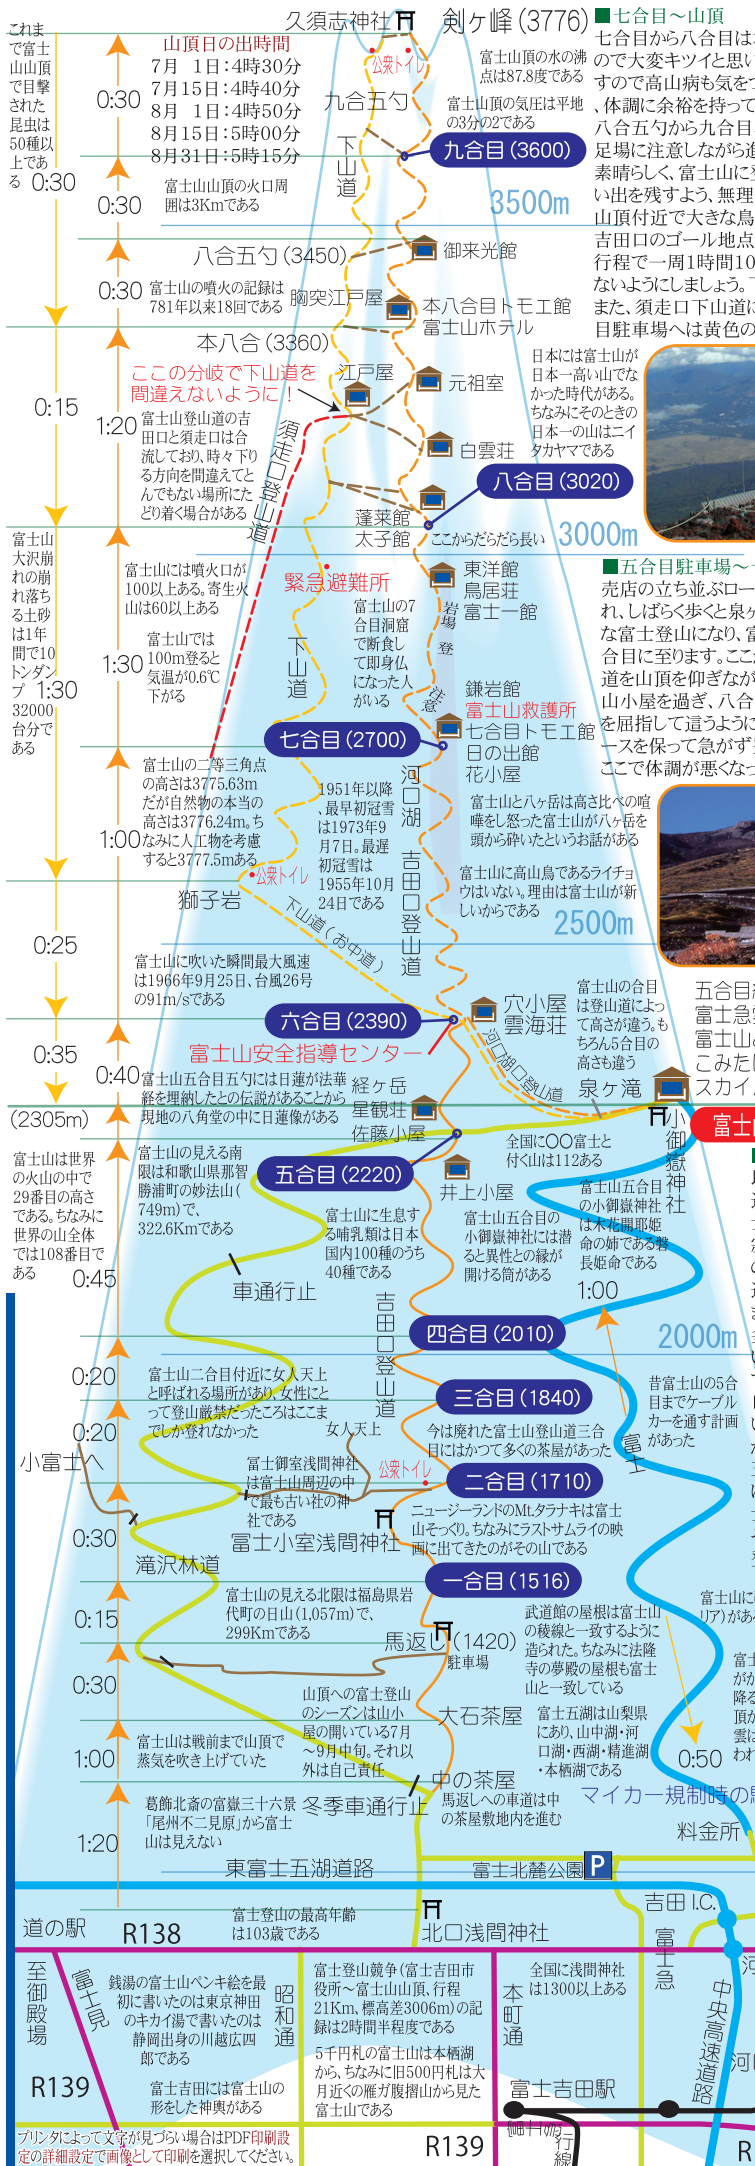 久須志神社
剣ヶ峰(3776)
山頂日の出時間
7月 1日:4時30分
7月15日:4時40分
8月 1日:4時50分
8月15日:5時00分
8月31日:5時15分
公衆トイレ
九合五勺
下山道
富士山頂の水の沸
点は87.8度である
富士山頂の気圧は平地
の3分の2である
九合目(3600)
3500m
これま
で富士
山山頂
で目撃
された
昆虫は
50種以
上であ
る
0:30
0:30
0:30
0:30
富士山山頂の火口周
囲は3Kmである
八合五勺(3450)
御来光館
富士山の噴火の記録は
781年以来18回である
胸突江戸屋
本八合目トモエ館
富士山ホテル
本八合(3360)
ここの分岐で下山道を
間違えないように!
江戸屋
元祖室
日本には富士山が
日本一高い山でな
かった時代がある。
ちなみにそのときの
日本一の山はニイ
タカヤマである
0:15
1:20
富士山登山道の吉
田口と須走口は合
流しており、時々下り
る方向を間違えてと
んでもない場所にた
どり着く場合がある
須走口登山道
白雲荘
八合目(3020)
蓬莱館
太子館
ここからだらだら長い
3000m
富士山
大沢崩
れの崩
れ落ち
る土砂
は1年
間で10
トンダン
プ
32000
台分で
ある
1:30
1:30
富士山には噴火口が
100以上ある。寄生火
山は60以上ある
緊急避難所
東洋館
鳥居荘
富士一館
富士山では
100m登ると
気温が0.6℃
下がる
下山道
富士山の7
合目洞窟
で断食し
て即身仏
になった人
がいる
岩場 登
注意
鎌岩館
富士山救護所
七合目トモエ館
日の出館
花小屋
七合目(2700)
富士山の二等三角点
の高さは3775.63m
だが自然物の本当の
高さは3776.24m。ち
なみに人工物を考慮
すると3777.5mある
1:00
1951年以降
、最早初冠雪
は1973年9
月7日。最遅
初冠雪は
1955年10月
24日である
河口湖 吉田口登山道
富士山と八ヶ岳は高さ比べの喧
嘩をし怒った富士山が八ヶ岳を
頭から砕いたというお話がある
富士山に高山鳥であるライチョ
ウはいない。理由は富士山が新
しいからである
2500m
公衆トイレ
獅子岩
下山道(お中道)
0:25
富士山に吹いた瞬間最大風速
は1966年9月25日、台風26号
の91m/sである
六合目(2390)
富士山安全指導センター
穴小屋
雲海荘
富士山の合目
は登山道によっ
て高さが違う。も
ちろん5合目の
高さも違う
河口湖口登山道
泉ヶ滝
0:35
0:40
(2305m)
富士山五合目五勺には日蓮が法華
経を埋納したとの伝説があることから
現地の八角堂の中に日蓮像がある
経ヶ岳
星観荘
佐藤小屋
小御嶽神社
富士山の見える南
限は和歌山県那智
勝浦町の妙法山(
749m)で、
322.6Kmである
五合目(2220)
全国に〇〇富士と
付く山は112ある
井上小屋
富士山は世界
の火山の中で
29番目の高さ
である。ちなみに
世界の山全体
では108番目で
ある
富士山に生息す
る哺乳類は日本
国内100種のうち
40種である
富士山五合目の
小御嶽神社には潜
ると異性との縁が
開ける筒がある
富士山五合目
の小御嶽神社
は木花開耶姫
命の姉である磐
長姫命である
0:45
車通行止
1:00
吉田口登山道
四合目(2010)
2000m
0:20
三合目(1840)
富士山二合目付近に女人天上
と呼ばれる場所があり、女性にと
って登山厳禁だったころはここま
でしか登れなかった
女人天上
今は廃れた富士山登山道三合
目にはかつて多くの茶屋があった
昔富士山の5合
目までケーブル
カーを通す計画
があった
富士
0:20
小富士へ
富士御室浅間神社
は富士山周辺の中
で最も古い社の神
社である
公衆トイレ
二合目(1710)
ニュージーランドのMt.タラナキは富士
山そっくり。ちなみにラストサムライの映
画に出てきたのがその山である
冨士小室浅間神社
0:30
滝沢林道
一合目(1516)
0:15
富士山の見える北限は福島県岩
代町の日山(1,057m)で、
299Kmである
馬返し(1420)
駐車場
武道館の屋根は富士山
の稜線と一致するように
造られた。ちなみに法隆
寺の夢殿の屋根も富士
山と一致している
0:30
山頂への富士登山
のシーズンは山小
屋の開いている7月
〜9月中旬。それ以
外は自己責任
大石茶屋
富士五湖は山梨県
にあり、山中湖・河
口湖・西湖・精進湖
・本栖湖である
0:50
1:00
富士山は戦前まで山頂で
蒸気を吹き上げていた
中の茶屋
馬返しへの車道は中
の茶屋敷地内を進む
マイカー規制時の
冬季車通行止
葛飾北斎の富嶽三十六景
「尾州不二見原」から富士
山は見えない
1:20
料金所
東富士五湖道路
富士北麓公園
P
吉田 I.C.
道の駅
R138
富士登山の最高年齢
は103歳である
北口浅間神社
富士急
至御殿場
富士見
銭湯の富士山ペンキ絵を最
初に書いたのは東京神田
のキカイ湯で書いたのは
静岡出身の川越広四
郎である
昭和通
富士登山競争(富士吉田市
役所〜富士山山頂、行程
21Km、標高差3006m)の記
録は2時間半程度である
本町通
全国に浅間神社
は1300以上ある
中央高速道路
R139
富士吉田には富士山の
形をした神輿がある
5千円札の富士山は本栖湖
から、ちなみに旧500円札は大
月近くの雁ガ腹摺山から見た
富士山である
富士吉田駅
R139
プリンタによって文字が見づらい場合はPDF印刷設
定の詳細設定で画像として印刷を選択してください。
■七合目〜山頂
七合目から八合目は
ので大変キツイと思い
すので高山病も気を
、体調に余裕を持って
八合五勺から九合目
足場に注意しながら
素晴らしく、富士山に
い出を残すよう、無理
山頂付近で大きな鳥
吉田口のゴール地点
行程で一周1時間10
ないようにしましょう。
また、須走口下山道に
目駐車場へは黄色の
■五合目駐車場〜
売店の立ち並ぶロー
れ、しばらく歩くと泉ヶ
な富士登山になり、富
合目に至ります。ここ
道を山頂を仰ぎなが
山小屋を過ぎ、八合
を屈指して這うように
ースを保って急がず
ここで体調が悪くなっ
五合目
富士急
富士山
こみたけ
スカイ
富士山